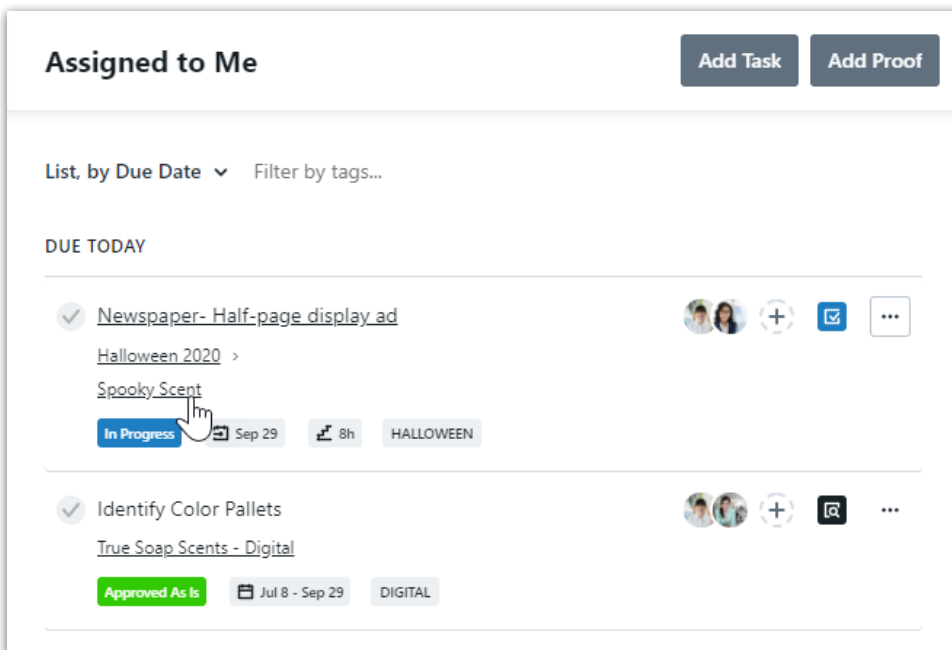 Assigned to Me
Add Task
Add Proof
List, by Due Date
Filter by tags...
DUE TODAY
Newspaper- Half-page display ad
Halloween 2020 >
Spooky Scent
In Progress
Sep 29
8h
HALLOWEEN
Identify Color Pallets
True Soap Scents - Digital
Approved As Is
Jul 8 - Sep 29
DIGITAL